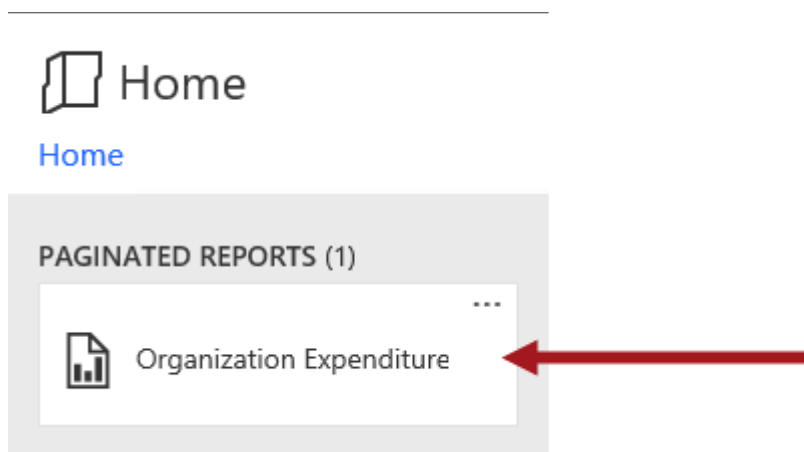 Home
Home
PAGINATED REPORTS (1)
...
Organization Expenditure